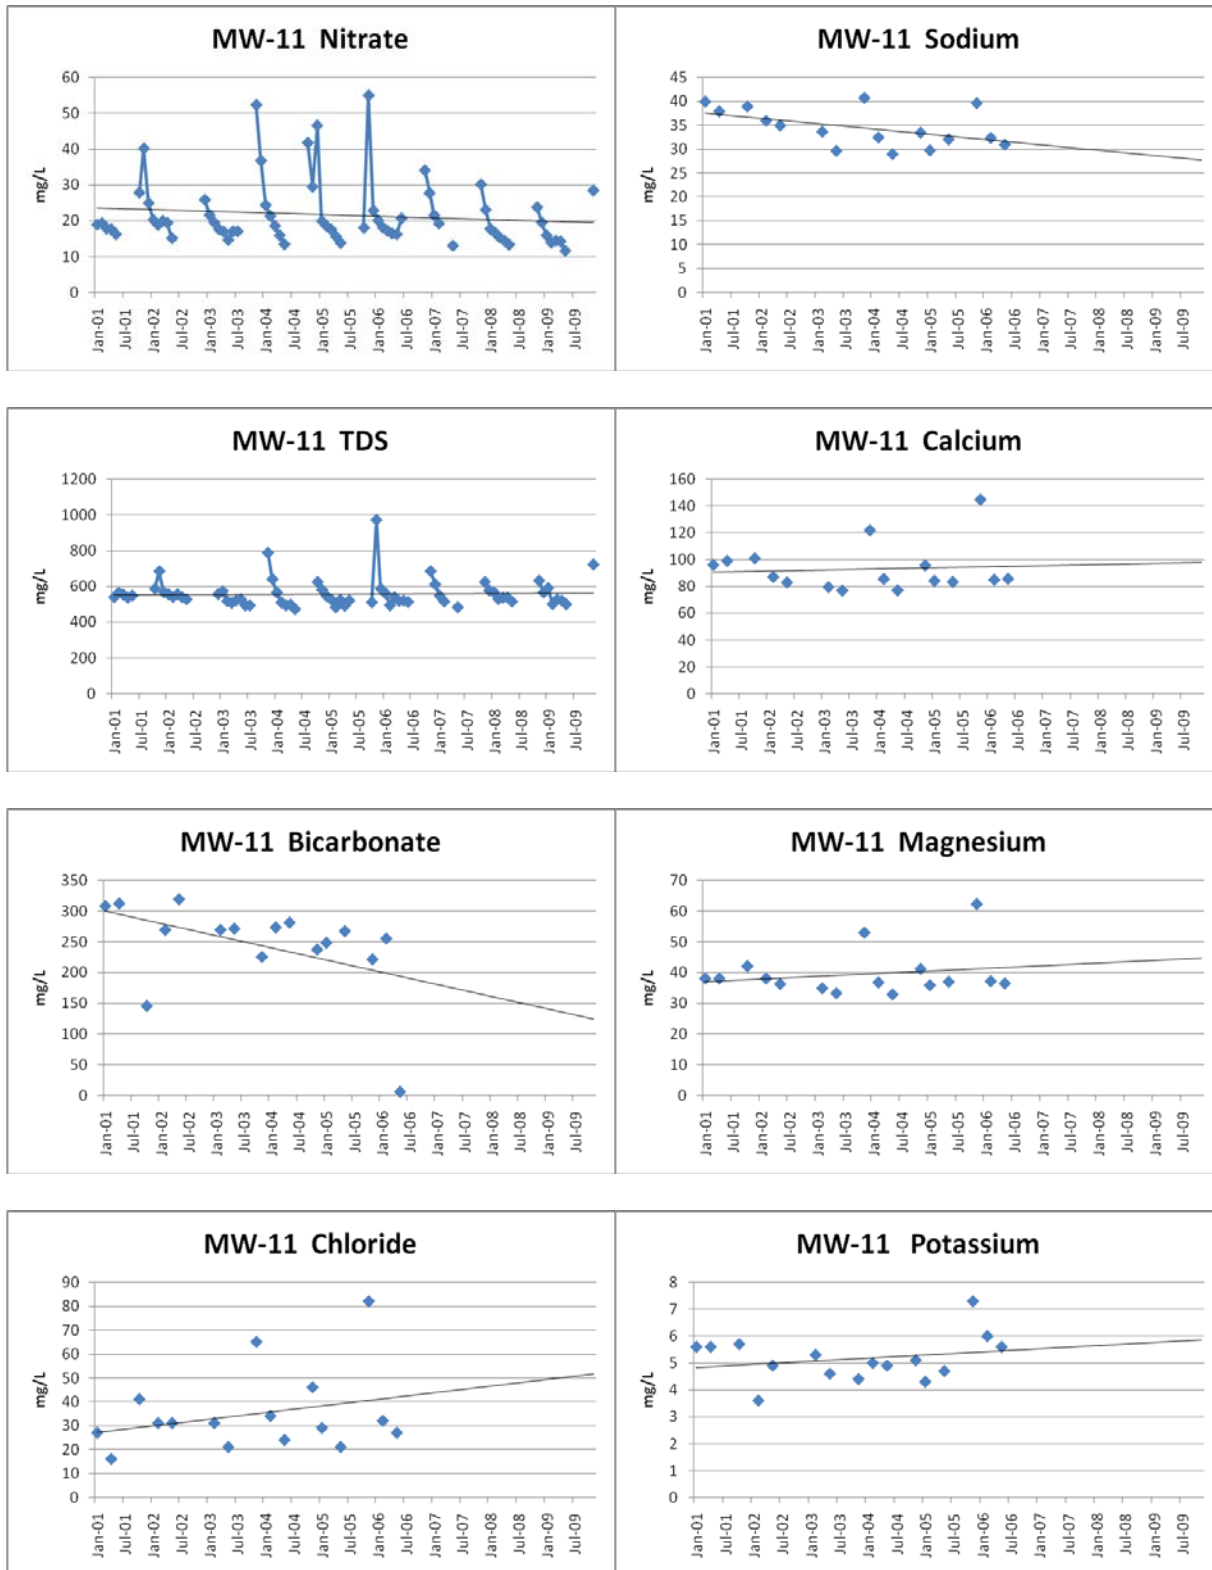 MW-11 Nitrate
60
50
40
30
20
10
0
mg/L
Jan-01
Jul-01
Jan-02
Jul-02
Jan-03
Jul-03
Jan-04
Jul-04
Jan-05
Jul-05
Jan-06
Jul-06
Jan-07
Jul-07
Jan-08
Jul-08
Jan-09
Jul-09
MW-11 Sodium
45
40
35
30
25
20
15
10
5
0
mg/L
Jan-01
Jul-01
Jan-02
Jul-02
Jan-03
Jul-03
Jan-04
Jul-04
Jan-05
Jul-05
Jan-06
Jul-06
Jan-07
Jul-07
Jan-08
Jul-08
Jan-09
Jul-09
MW-11 TDS
1200
1000
800
600
400
200
0
mg/L
Jan-01
Jul-01
Jan-02
Jul-02
Jan-03
Jul-03
Jan-04
Jul-04
Jan-05
Jul-05
Jan-06
Jul-06
Jan-07
Jul-07
Jan-08
Jul-08
Jan-09
Jul-09
MW-11 Calcium
160
140
120
100
80
60
40
20
0
mg/L
Jan-01
Jul-01
Jan-02
Jul-02
Jan-03
Jul-03
Jan-04
Jul-04
Jan-05
Jul-05
Jan-06
Jul-06
Jan-07
Jul-07
Jan-08
Jul-08
Jan-09
Jul-09
MW-11 Bicarbonate
350
300
250
200
150
100
50
0
mg/L
Jan-01
Jul-01
Jan-02
Jul-02
Jan-03
Jul-03
Jan-04
Jul-04
Jan-05
Jul-05
Jan-06
Jul-06
Jan-07
Jul-07
Jan-08
Jul-08
Jan-09
Jul-09
MW-11 Magnesium
70
60
50
40
30
20
10
0
mg/L
Jan-01
Jul-01
Jan-02
Jul-02
Jan-03
Jul-03
Jan-04
Jul-04
Jan-05
Jul-05
Jan-06
Jul-06
Jan-07
Jul-07
Jan-08
Jul-08
Jan-09
Jul-09
MW-11 Chloride
90
80
70
60
50
40
30
20
10
0
mg/L
Jan-01
Jul-01
Jan-02
Jul-02
Jan-03
Jul-03
Jan-04
Jul-04
Jan-05
Jul-05
Jan-06
Jul-06
Jan-07
Jul-07
Jan-08
Jul-08
Jan-09
Jul-09
MW-11 Potassium
8
7
6
5
4
3
2
1
0
mg/L
Jan-01
Jul-01
Jan-02
Jul-02
Jan-03
Jul-03
Jan-04
Jul-04
Jan-05
Jul-05
Jan-06
Jul-06
Jan-07
Jul-07
Jan-08
Jul-08
Jan-09
Jul-09